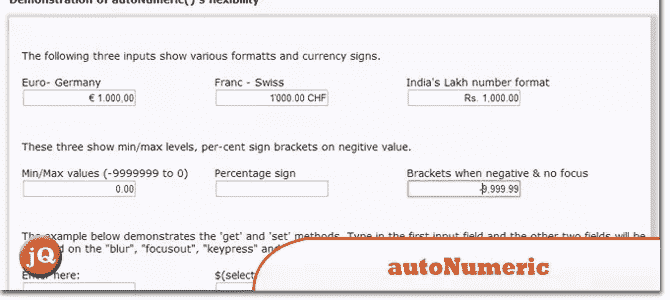 Demonstration of autoNumeric()'s flexibility
The following three inputs show various formatts and currency signs.
Euro- Germany Franc - Swiss India's Lakh number format
€ 1.000,00 1'000.00 CHF Rs. 1,000.00
These three show min/max levels, per-cent sign brackets on negitive value.
Min/Max values (-9999999 to 0) Percentage sign Brackets when negative & no focus
0.00 -9,999.99
The example below demonstrates the 'get' and 'set' methods. Type in the first input field and the other two fields will be
on the "blur", "focusout", "keypress"
jQ
here: $(select
autoNumeric